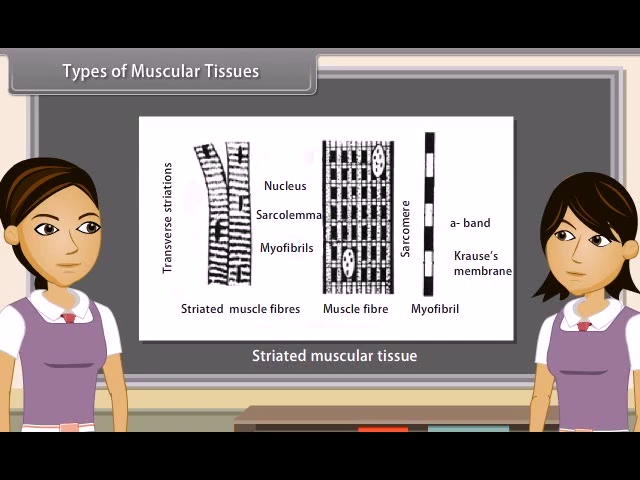 Types of Muscular Tissues
Transverse striations
Nucleus
Sarcolemma
Myofibrils
Sarcomere
a- band
Krause's
membrane
Striated muscle fibres
Muscle fibre
Myofibril
Striated muscular tissue